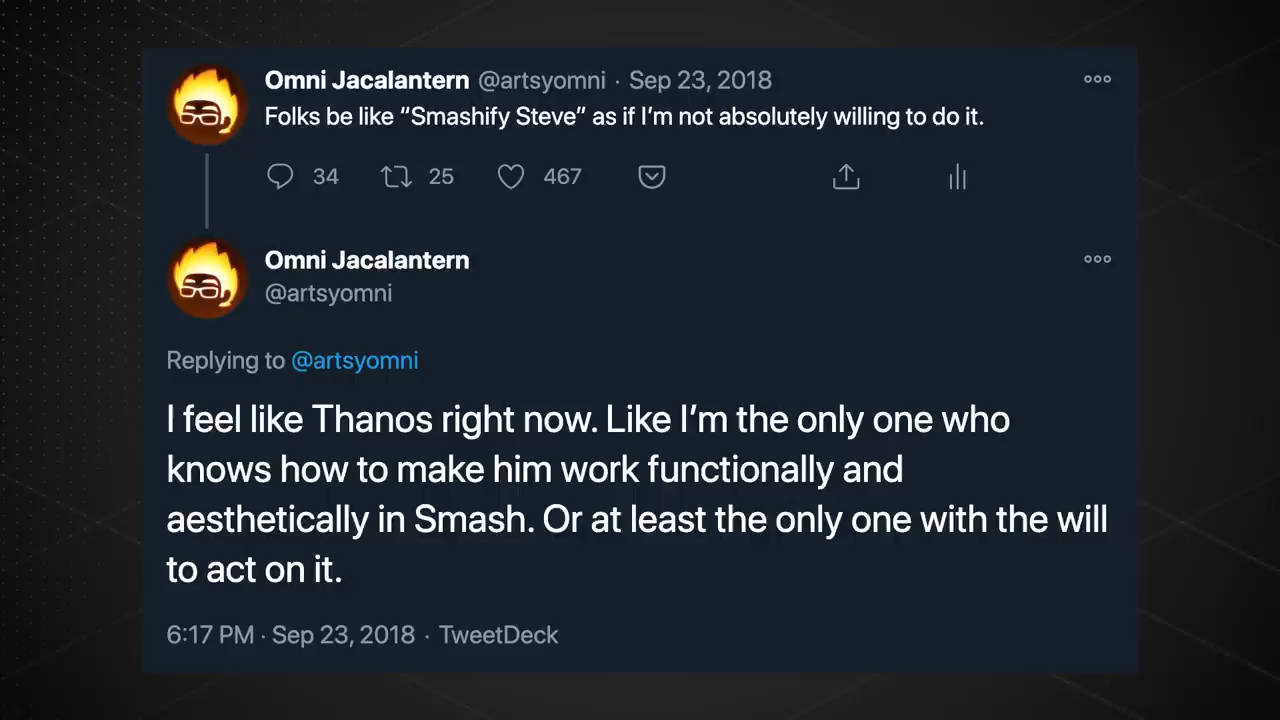 Omni Jacalantern @artsyomni · Sep 23, 2018
Folks be like “Smashify Steve” as if I’m not absolutely willing to do it.
34 25 467
Omni Jacalantern
@artsyomni
Replying to @artsyomni
I feel like Thanos right now. Like I’m the only one who
knows how to make him work functionally and
aesthetically in Smash. Or at least the only one with the will
to act on it.
6:17 PM · Sep 23, 2018 · TweetDeck